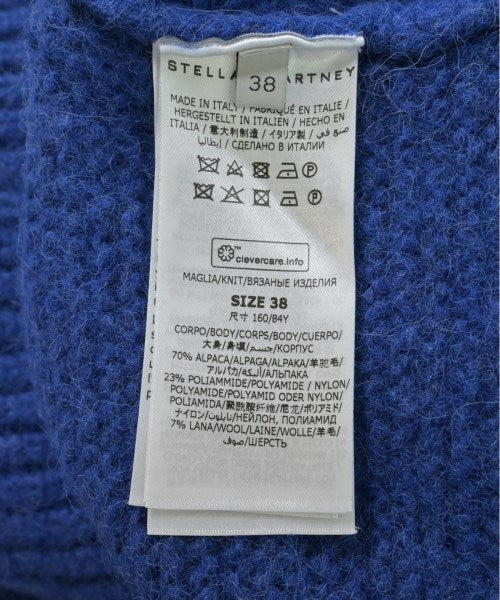 38
STELLA McCARTNEY
MADE IN ITALY / FABRIQUÉ EN ITALIE /
HERGESTELLT IN ITALIEN / HECHO EN
ITALIA / 意大利制造 / イタリア製 / صنع في
إيطاليا / СДЕЛАНО В ИТАЛИИ
clevercare.info
MAGLIA/KNIT/ВЯЗАНЫЕ ИЗДЕЛИЯ
SIZE 38
尺寸 160/84Y
CORPO/BODY/CORPS/BODY/CUERPO/
大身/身頃/جسم/КОРПУС
70% ALPACA/ALPAGA/ALPAKA/羊驼毛/
アルパカ/ألبكة/АЛЬПАКА
23% POLIAMMIDE/POLYAMIDE / NYLON/
POLYAMIDE/POLYAMID ODER NYLON/
POLIAMIDA/聚酰胺纤维/尼龙/ポリアミド/
ナイロン/نايلون/НЕЙЛОН, ПОЛИАМИД
7% LANA/WOOL/LAINE/WOLLE/羊毛/
صوف/ШЕРСТЬ